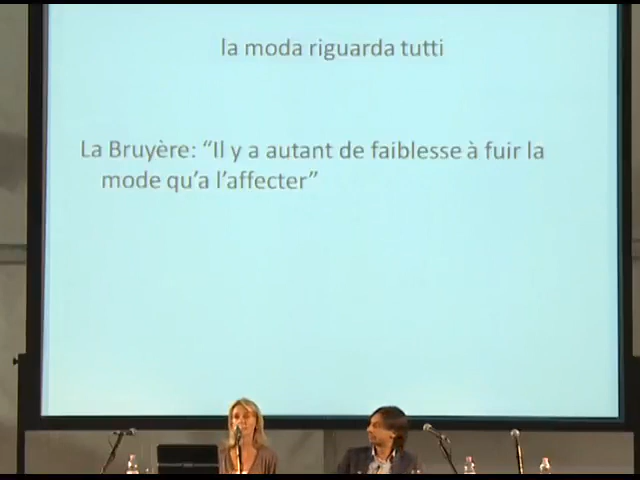 la moda riguarda tutti
La Bruyère: “Il y a autant de faiblesse à fuir la
mode qu’a l’affecter”